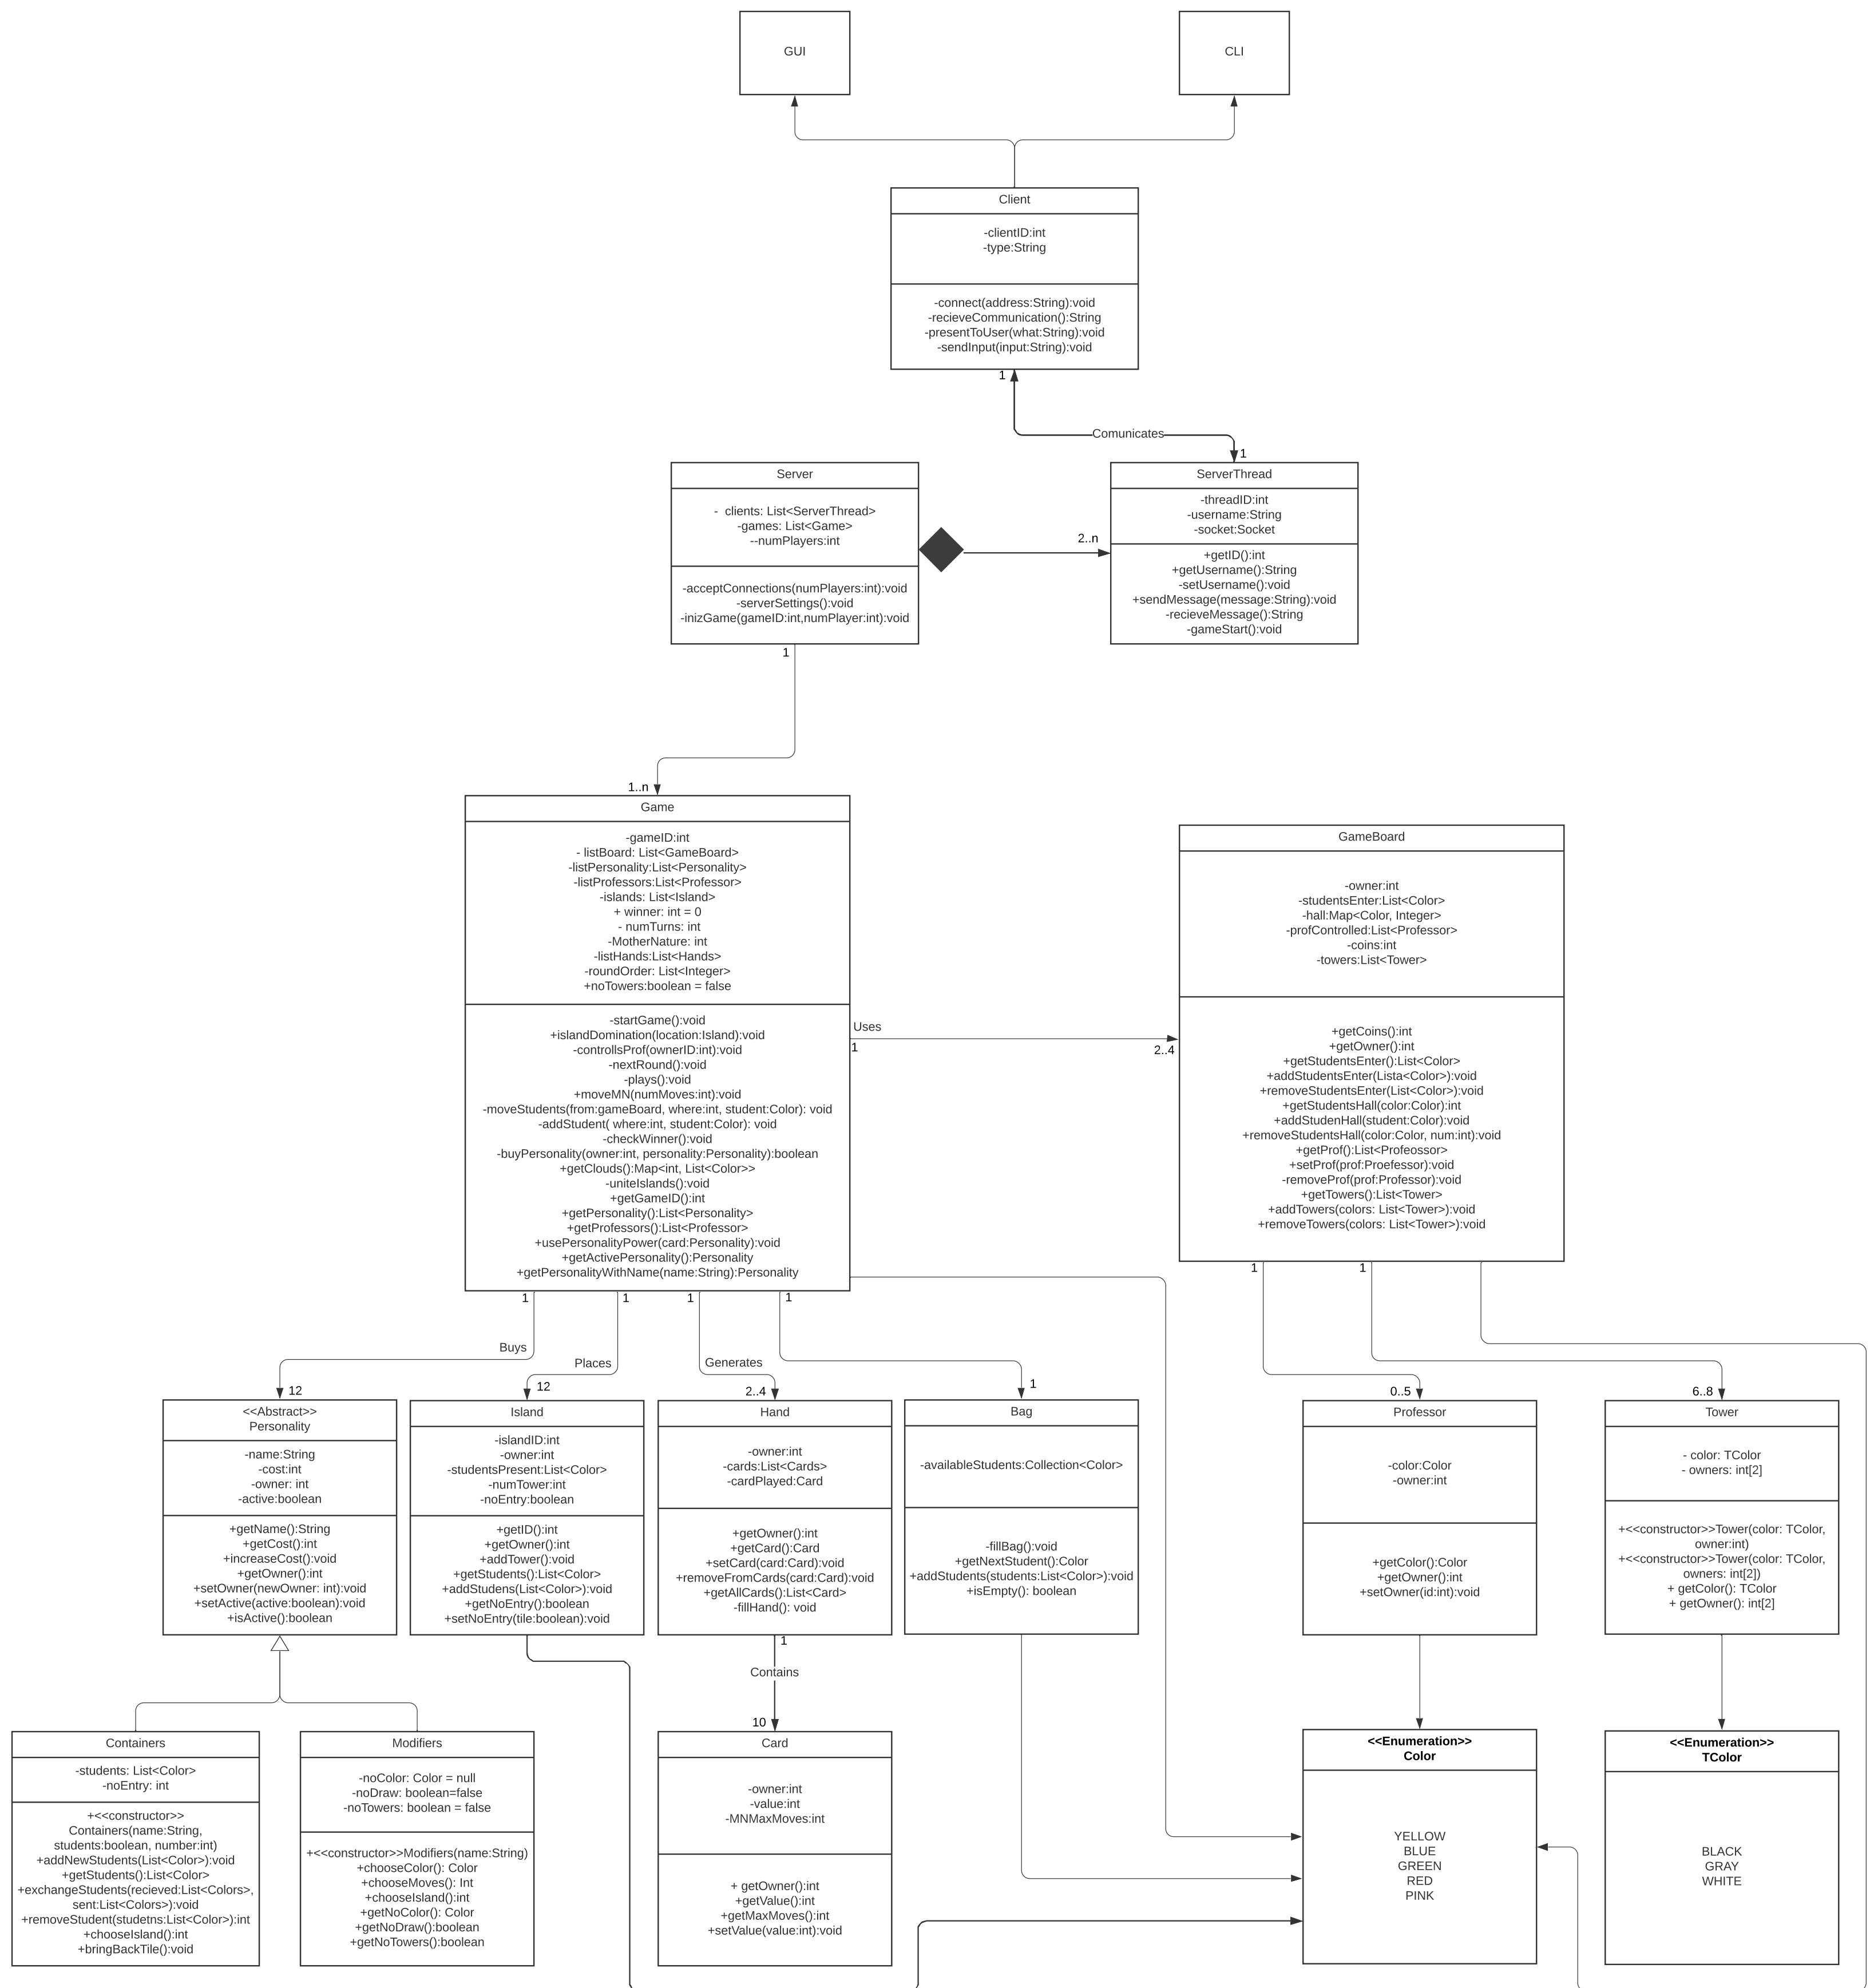 GUI
CLI
Client
-clientID:int
-type:String
-connect(address:String):void
-recieveCommunication():String
-presentToUser(what:String):void
-sendInput(input:String):void
1
Comunicates
1
Server
- clients: List<ServerThread>
-games: List<Game>
--numPlayers:int
-acceptConnections(numPlayers:int):void
-serverSettings():void
-inizGame(gameID:int,numPlayer:int):void
2..n
ServerThread
-threadID:int
-username:String
-socket:Socket
+getID():int
+getUsername():String
-setUsername():void
+sendMessage(message:String):void
-recieveMessage():String
-gameStart():void
1
1..n
Game
-gameID:int
- listBoard: List<GameBoard>
-listPersonality:List<Personality>
-listProfessors:List<Professor>
-islands: List<Island>
+ winner: int = 0
- numTurns: int
-MotherNature: int
-listHands:List<Hands>
-roundOrder: List<Integer>
+noTowers:boolean = false
-startGame():void
+islandDomination(location:Island):void
-controllsProf(ownerID:int):void
-nextRound():void
-plays():void
+moveMN(numMoves:int):void
-moveStudents(from:gameBoard, where:int, student:Color): void
-addStudent( where:int, student:Color): void
-checkWinner():void
-buyPersonality(owner:int, personality:Personality):boolean
+getClouds():Map<int, List<Color>>
-uniteIslands():void
+getGameID():int
+getPersonality():List<Personality>
+getProfessors():List<Professor>
+usePersonalityPower(card:Personality):void
+getActivePersonality():Personality
+getPersonalityWithName(name:String):Personality
Uses
1
2..4
GameBoard
-owner:int
-studentsEnter:List<Color>
-hall:Map<Color, Integer>
-profControlled:List<Professor>
-coins:int
-towers:List<Tower>
+getCoins():int
+getOwner():int
+getStudentsEnter():List<Color>
+addStudentsEnter(Lista<Color>):void
+removeStudentsEnter(List<Color>):void
+getStudentsHall(color:Color):int
+addStudenHall(student:Color):void
+removeStudentsHall(color:Color, num:int):void
+getProf():List<Profeossor>
+setProf(prof:Proefessor):void
-removeProf(prof:Professor):void
+getTowers():List<Tower>
+addTowers(colors: List<Tower>):void
+removeTowers(colors: List<Tower>):void
1
1
1
1
1
1
Buys
Places
Generates
12
12
2..4
1
0..5
6..8
<<Abstract>>
Personality
-name:String
-cost:int
-owner: int
-active:boolean
+getName():String
+getCost():int
+increaseCost():void
+getOwner():int
+setOwner(newOwner: int):void
+setActive(active:boolean):void
+isActive():boolean
Island
-islandID:int
-owner:int
-studentsPresent:List<Color>
-numTower:int
-noEntry:boolean
+getID():int
+getOwner():int
+addTower():void
+getStudents():List<Color>
+addStudens(List<Color>):void
+getNoEntry():boolean
+setNoEntry(tile:boolean):void
Hand
-owner:int
-cards:List<Cards>
-cardPlayed:Card
+getOwner():int
+getCard():Card
+setCard(card:Card):void
+removeFromCards(card:Card):void
+getAllCards():List<Card>
-fillHand(): void
Bag
-availableStudents:Collection<Color>
-fillBag():void
+getNextStudent():Color
+addStudents(students:List<Color>):void
+isEmpty(): boolean
Professor
-color:Color
-owner:int
+getColor():Color
+getOwner():int
+setOwner(id:int):void
Tower
- color: TColor
- owners: int[2]
+<<constructor>>Tower(color: TColor,
owner:int)
+<<constructor>>Tower(color: TColor,
owners: int[2])
+ getColor(): TColor
+ getOwner(): int[2]
1
Contains
10
Containers
-students: List<Color>
-noEntry: int
+<<constructor>>
Containers(name:String,
students:boolean, number:int)
+addNewStudents(List<Color>):void
+getStudents():List<Color>
+exchangeStudents(recieved:List<Colors>,
sent:List<Colors>):void
+removeStudent(studetns:List<Color>):int
+chooseIsland():int
+bringBackTile():void
Modifiers
-noColor: Color = null
-noDraw: boolean=false
-noTowers: boolean = false
+<<constructor>>Modifiers(name:String)
+chooseColor(): Color
+chooseMoves(): Int
+chooseIsland():int
+getNoColor(): Color
+getNoDraw():boolean
+getNoTowers():boolean
Card
-owner:int
-value:int
-MNMaxMoves:int
+ getOwner():int
+getValue():int
+getMaxMoves():int
+setValue(value:int):void
<<Enumeration>>
Color
YELLOW
BLUE
GREEN
RED
PINK
<<Enumeration>>
TColor
BLACK
GRAY
WHITE